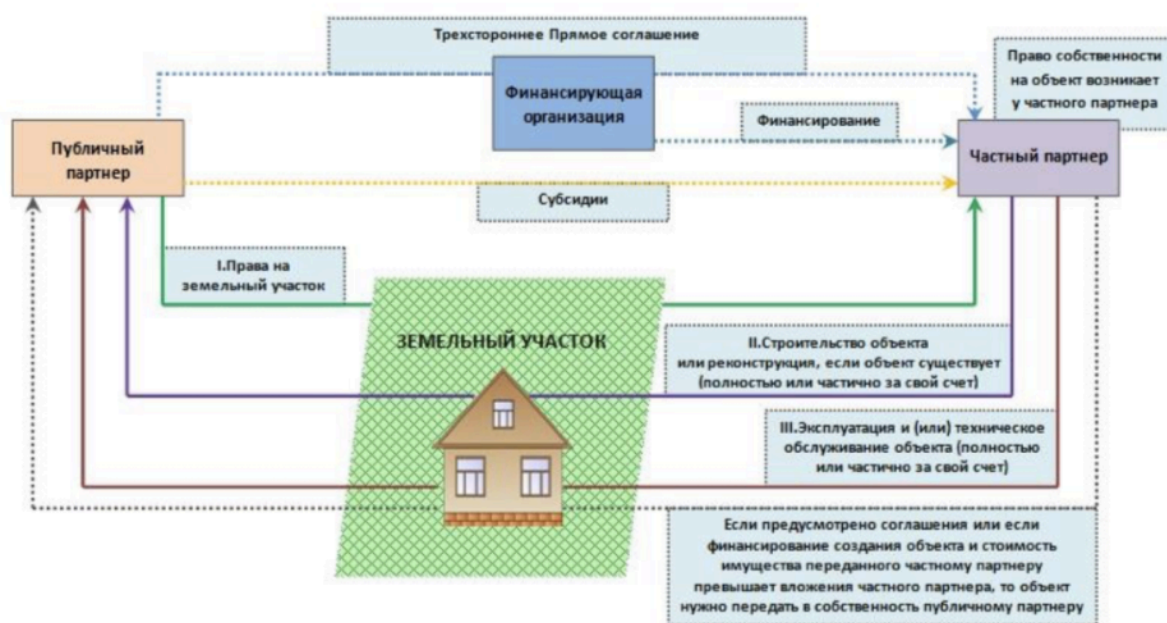 Трехстороннее Прямое соглашение
Финансирующая
организация
Право собственности
на объект возникает
у частного партнера
Финансирование
Публичный
партнер
Частный партнер
Субсидии
I.Права на
земельный участок
ЗЕМЕЛЬНЫЙ УЧАСТОК
II.Строительство объекта
или реконструкция, если объект существует
(полностью или частично за свой счет)
III.Эксплуатация и (или) техническое
обслуживание объекта (полностью
или частично за свой счет)
Если предусмотрено соглашения или если
финансирование создания объекта и стоимость
имущества переданного частному партнеру
превышает вложения частного партнера, то объект
нужно передать в собственность публичному партнеру